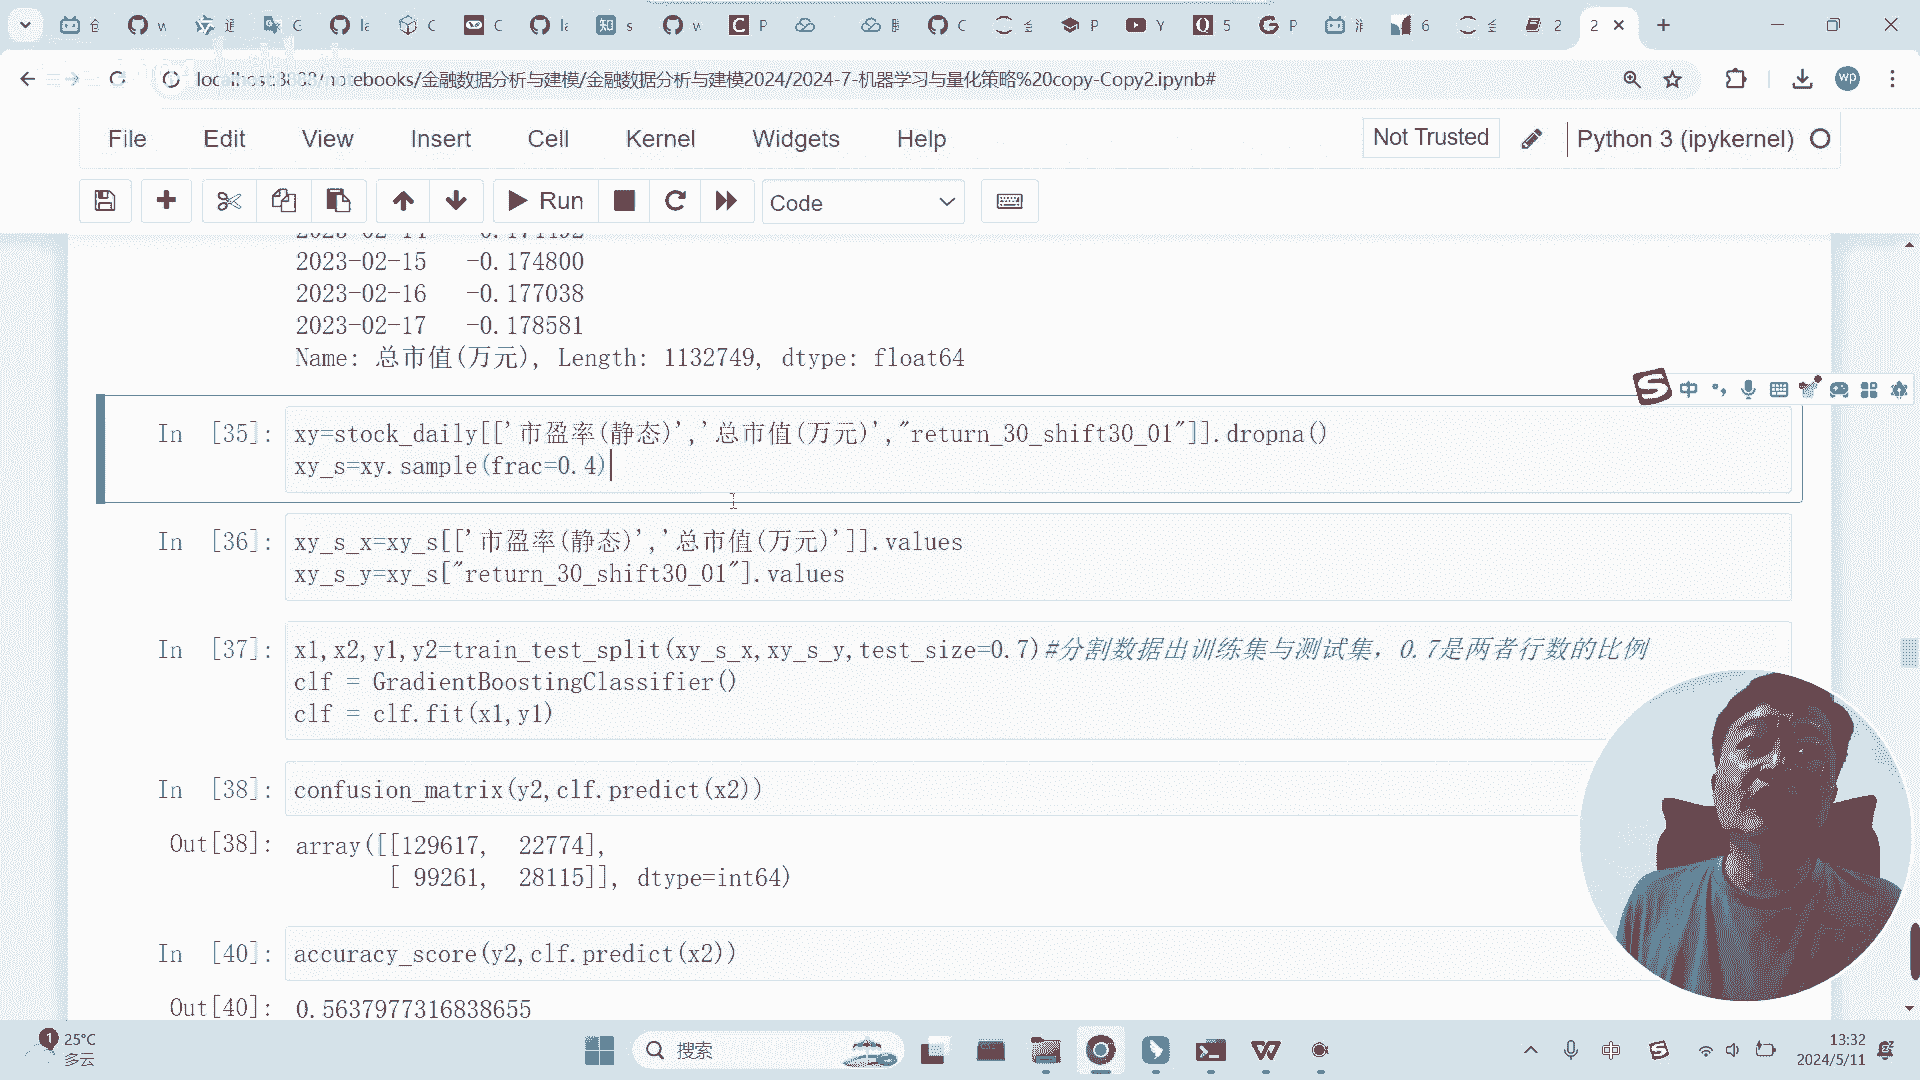 localhost:8888/notebooks/金融数据分析与建模/金融数据分析与建模2024/2024-7-机器学习与量化策略%20copy-Copy2.ipynb#
File Edit View Insert Cell Kernel Widgets Help
Not Trusted
Python 3 (ipykernel)
Run
Code
2023-02-15 -0.174800
2023-02-16 -0.177038
2023-02-17 -0.178581
Name: 总市值(万元), Length: 1132749, dtype: float64
In [35]: xy=stock_daily[['市盈率(静态)','总市值(万元)',"return_30_shift30_01"]].dropna()
xy_s=xy.sample(frac=0.4)
In [36]: xy_s_x=xy_s[['市盈率(静态)','总市值(万元)']].values
xy_s_y=xy_s["return_30_shift30_01"].values
In [37]: x1,x2,y1,y2=train_test_split(xy_s_x,xy_s_y,test_size=0.7)#分割数据出训练集与测试集，0.7是两者行数的比例
clf = GradientBoostingClassifier()
clf = clf.fit(x1,y1)
In [38]: confusion_matrix(y2,clf.predict(x2))
Out[38]: array([[129617, 22774],
[ 99261, 28115]], dtype=int64)
In [40]: accuracy_score(y2,clf.predict(x2))
Out[40]: 0.5637977316838655
1
25°C
多云
搜索
中
13:32
2024/5/11